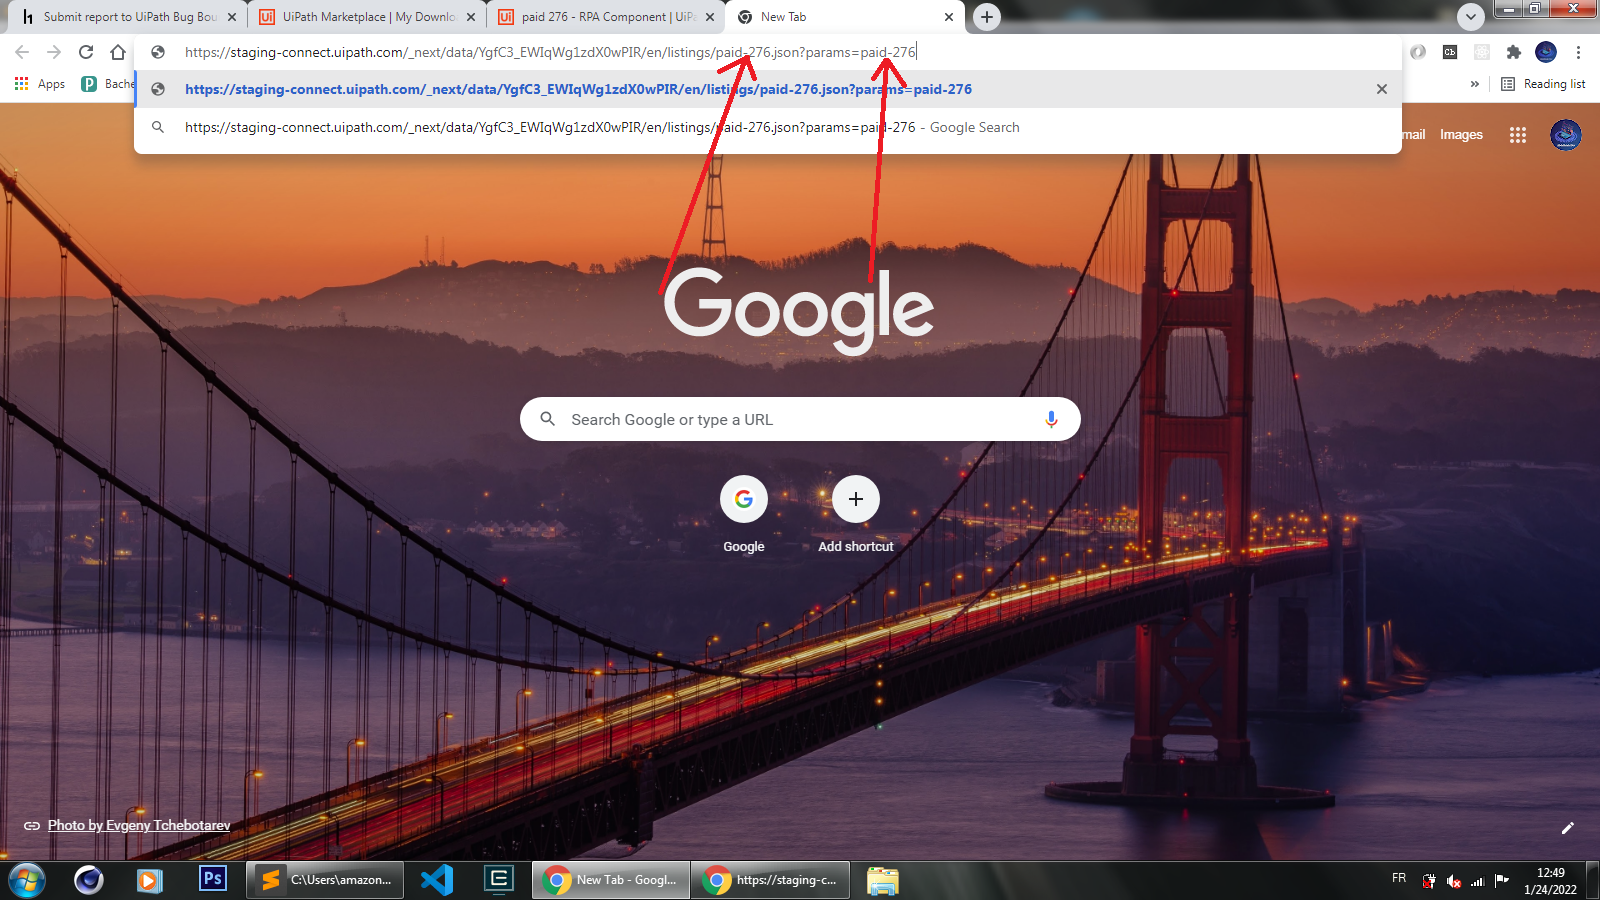 Submit report to UiPath Bug Bou
UiPath Marketplace | My Downlo
paid 276 - RPA Component | UiPa
New Tab
https://staging-connect.uipath.com/_next/data/YgfC3_EWIqWg1zdX0wPIR/en/listings/paid-276.json?params=paid-276
Apps
Bache
https://staging-connect.uipath.com/_next/data/YgfC3_EWIqWg1zdX0wPIR/en/listings/paid-276.json?params=paid-276
Reading list
https://staging-connect.uipath.com/_next/data/YgfC3_EWIqWg1zdX0wPIR/en/listings/paid-276.json?params=paid-276 - Google Search
mail
Images
Google
Search Google or type a URL
Google
Add shortcut
Photo by Evgeny Tchebotarev
Ps
C:\Users\amazon...
New Tab - Googl...
https://staging-c...
FR
12:49
1/24/2022